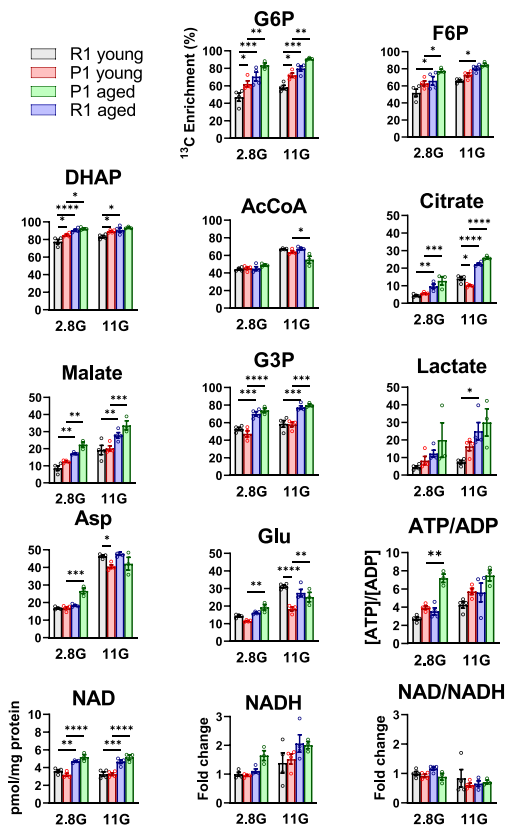 R1 young
P1 young
P1 aged
R1 aged
G6P
¹³C Enrichment (%)
100
80
60
40
20
0
** *** * ** *** *
2.8G 11G
F6P
100
80
60
40
20
0
* * *
2.8G 11G
DHAP
100
80
60
40
20
0
* **** * * *
2.8G 11G
AcCoA
100
80
60
40
20
0
*
2.8G 11G
Citrate
50
40
30
20
10
0
*** ** **** **** *
2.8G 11G
Malate
50
40
30
20
10
0
** ** *** **
2.8G 11G
G3P
100
80
60
40
20
0
**** *** *** ***
2.8G 11G
Lactate
50
40
30
20
10
0
*
2.8G 11G
Asp
50
40
30
20
10
0
*** *
2.8G 11G
Glu
50
40
30
20
10
0
** ** ****
2.8G 11G
ATP/ADP
[ATP]/[ADP]
10
8
6
4
2
0
**
2.8G 11G
NAD
pmol/mg protein
10
8
6
4
2
0
**** ** **** ***
2.8G 11G
NADH
Fold change
3
2
1
0
2.8G 11G
NAD/NADH
Fold change
3
2
1
0
2.8G 11G